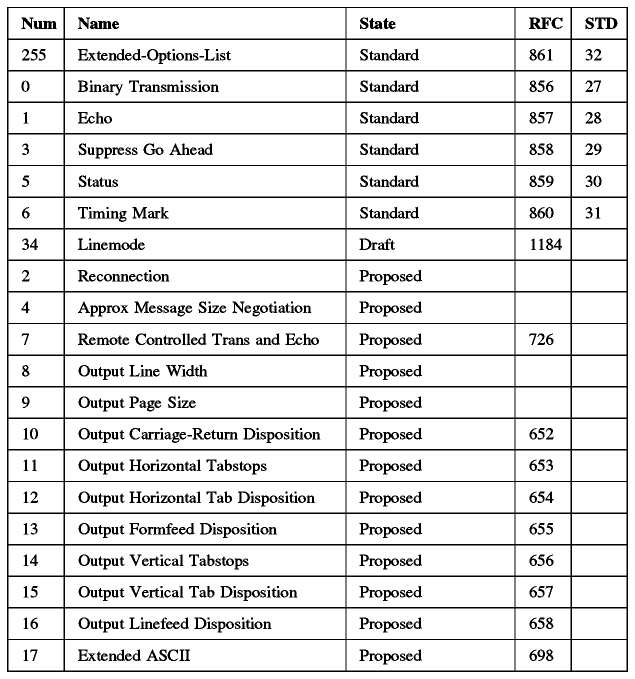 Num Name State RFC STD
255 Extended-Options-List Standard 861 32
0 Binary Transmission Standard 856 27
1 Echo Standard 857 28
3 Suppress Go Ahead Standard 858 29
5 Status Standard 859 30
6 Timing Mark Standard 860 31
34 Linemode Draft 1184
2 Reconnection Proposed
4 Approx Message Size Negotiation Proposed
7 Remote Controlled Trans and Echo Proposed 726
8 Output Line Width Proposed
9 Output Page Size Proposed
10 Output Carriage-Return Disposition Proposed 652
11 Output Horizontal Tabstops Proposed 653
12 Output Horizontal Tab Disposition Proposed 654
13 Output Formfeed Disposition Proposed 655
14 Output Vertical Tabstops Proposed 656
15 Output Vertical Tab Disposition Proposed 657
16 Output Linefeed Disposition Proposed 658
17 Extended ASCII Proposed 698